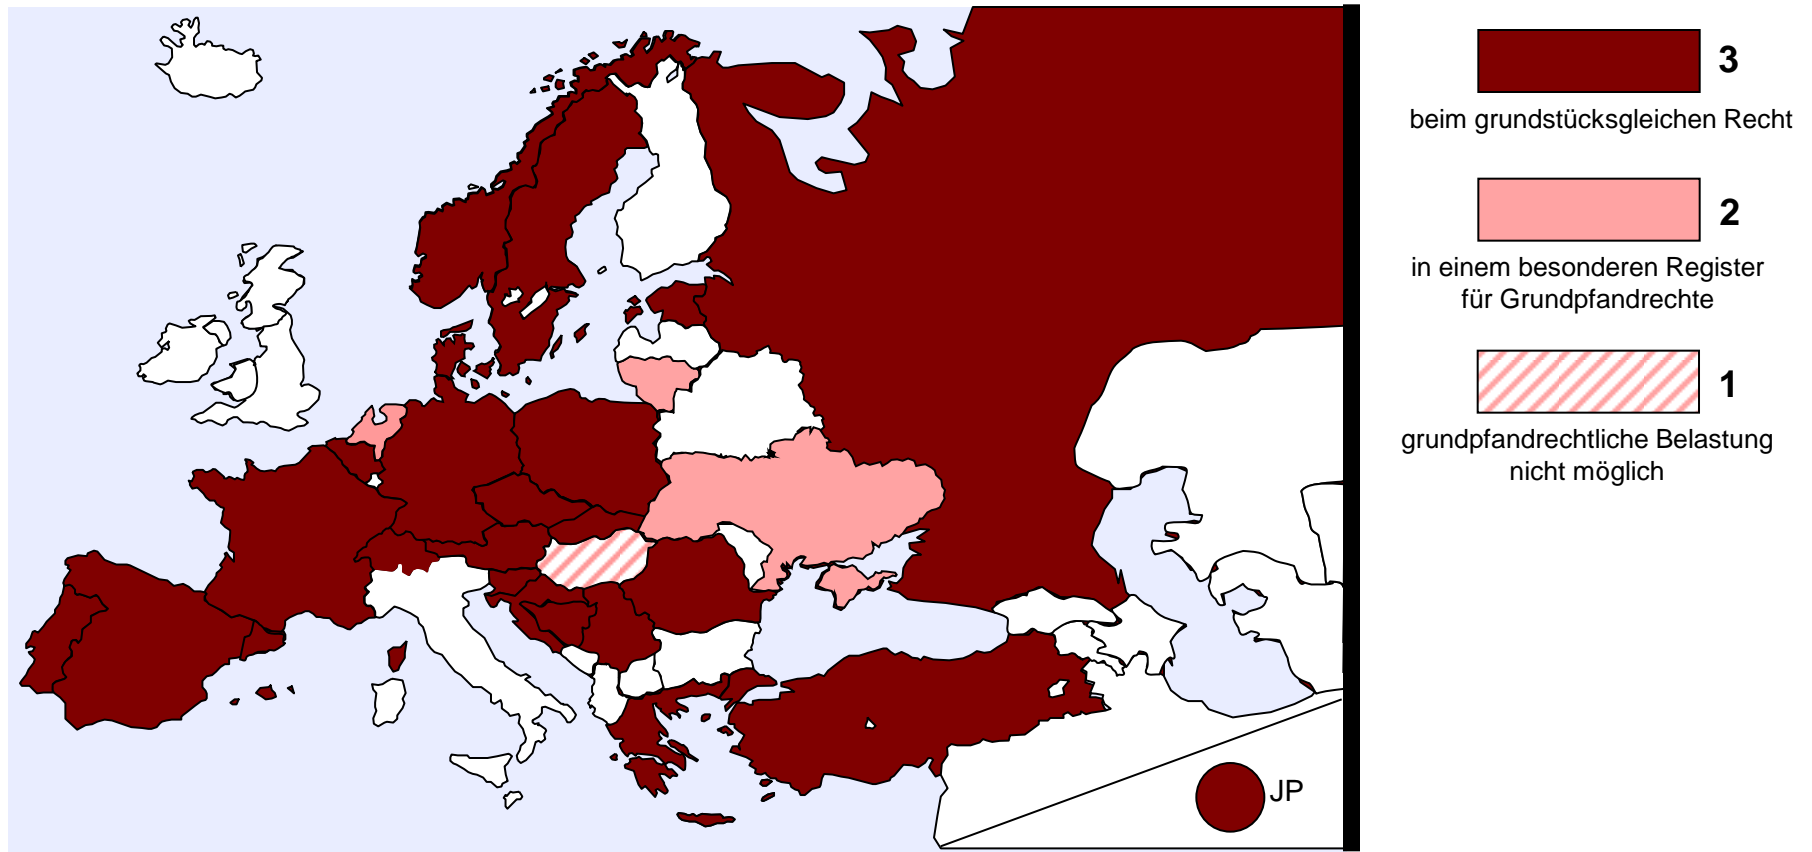 3
beim grundstücksgleichen Recht
2
in einem besonderen Register
für Grundpfandrechte
1
grundpfandrechtliche Belastung
nicht möglich
JP